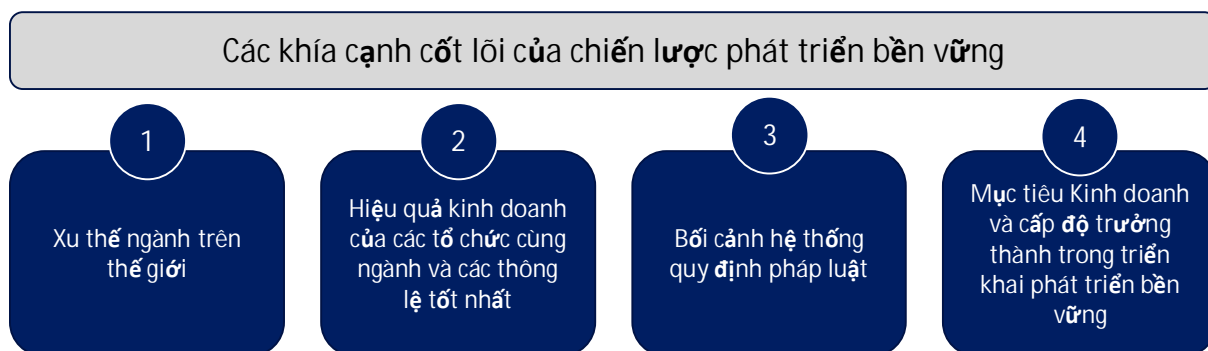 Các khía cạnh cốt lõi của chiến lược phát triển bền vững
1
Xu thế ngành trên
thế giới
2
Hiệu quả kinh doanh
của các tổ chức cùng
ngành và các thông
lệ tốt nhất
3
Bối cảnh hệ thống
quy định pháp luật
4
Mục tiêu Kinh doanh
và cấp độ trưởng
thành trong triển
khai phát triển bền
vững